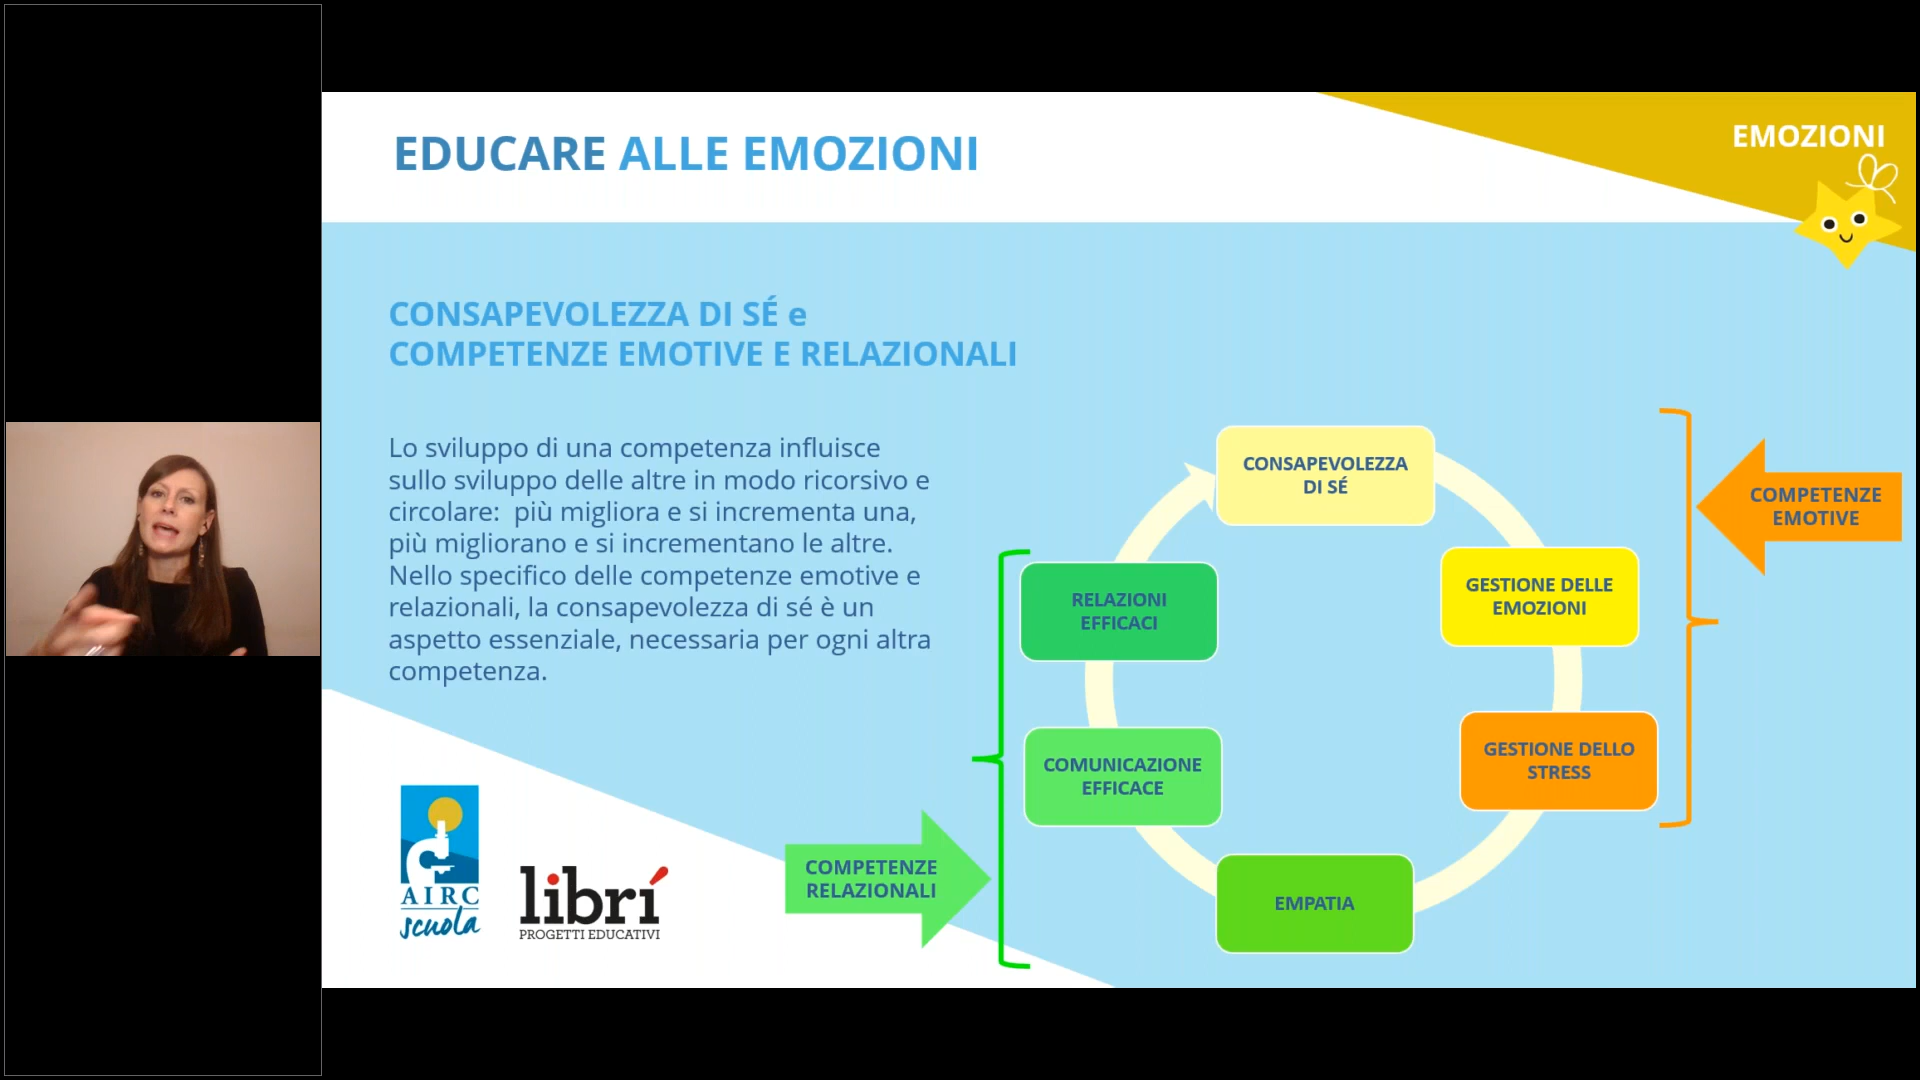 EDUCARE ALLE EMOZIONI
EMOZIONI
CONSAPEVOLEZZA DI SÉ e
COMPETENZE EMOTIVE E RELAZIONALI
Lo sviluppo di una competenza influisce
sullo sviluppo delle altre in modo ricorsivo e
circolare:  più migliora e si incrementa una,
più migliorano e si incrementano le altre.
Nello specifico delle competenze emotive e
relazionali, la consapevolezza di sé è un
aspetto essenziale, necessaria per ogni altra
competenza.
CONSAPEVOLEZZA
DI SÉ
GESTIONE DELLE
EMOZIONI
GESTIONE DELLO
STRESS
EMPATIA
COMUNICAZIONE
EFFICACE
RELAZIONI
EFFICACI
COMPETENZE
EMOTIVE
COMPETENZE
RELAZIONALI
AIRC
scuola
librí
PROGETTI EDUCATIVI